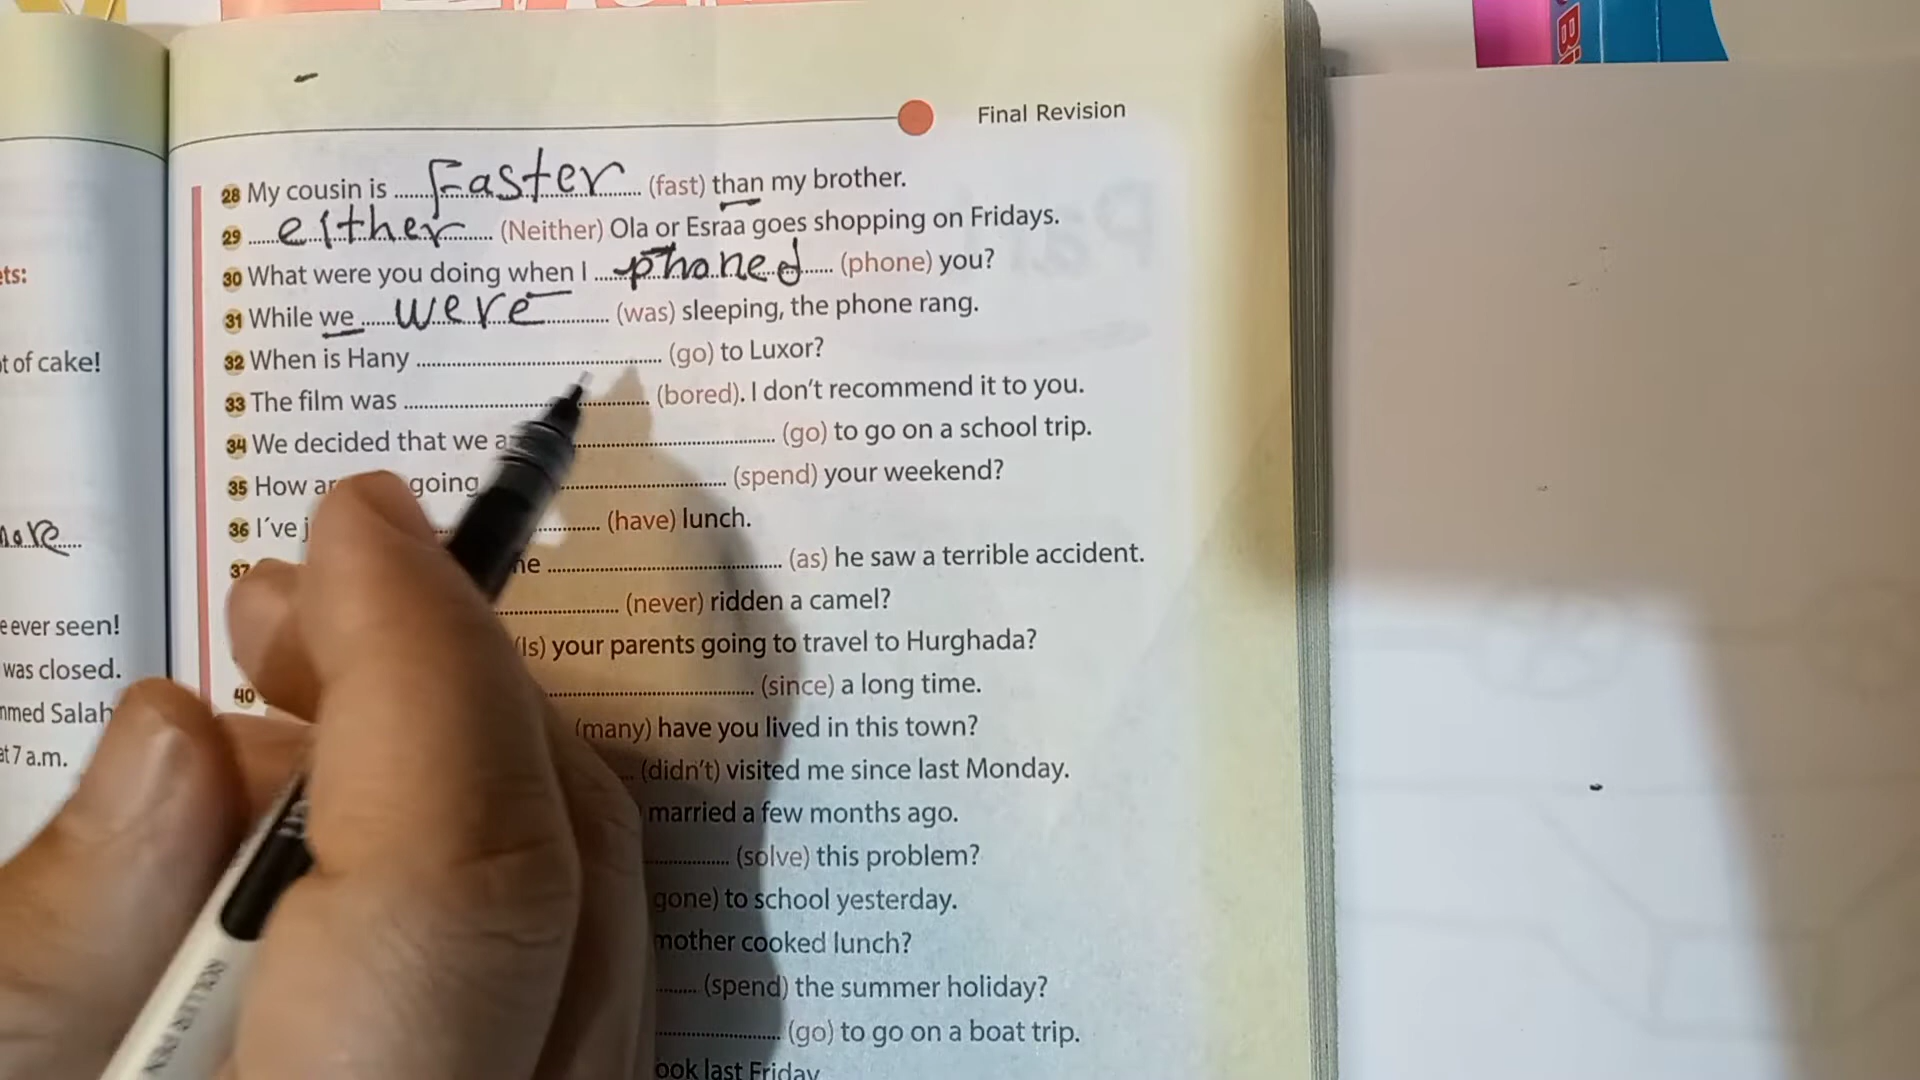 Final Revision
28 My cousin is Faster (fast) than my brother.
29 either (Neither) Ola or Esraa goes shopping on Fridays.
30 What were you doing when I phoned (phone) you?
31 While we were (was) sleeping, the phone rang.
32 When is Hany (go) to Luxor?
33 The film was (bored). I don't recommend it to you.
34 We decided that we (go) to go on a school trip.
35 How going (spend) your weekend?
36 I've (have) lunch.
37 (as) he saw a terrible accident.
(never) ridden a camel?
(Is) your parents going to travel to Hurghada?
40 (since) a long time.
(many) have you lived in this town?
(didn't) visited me since last Monday.
married a few months ago.
(solve) this problem?
gone) to school yesterday.
mother cooked lunch?
(spend) the summer holiday?
(go) to go on a boat trip.
last Friday
ets:
of cake!
ever seen!
was closed.
Salah
at 7 a.m.
ROLLER PEN